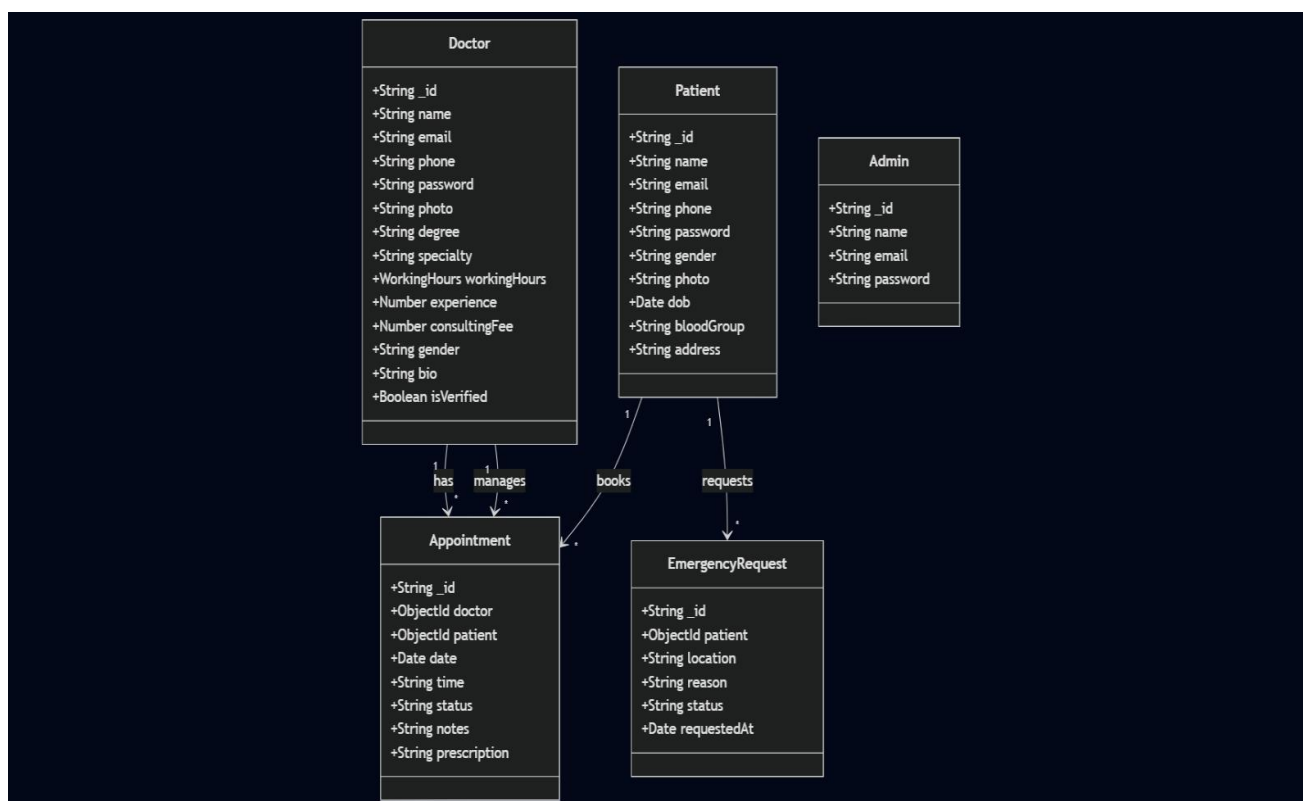 Doctor
+String _id
+String name
+String email
+String phone
+String password
+String photo
+String degree
+String specialty
+WorkingHours workingHours
+Number experience
+Number consultingFee
+String gender
+String bio
+Boolean isVerified
Patient
+String _id
+String name
+String email
+String phone
+String password
+String gender
+String photo
+Date dob
+String bloodGroup
+String address
Admin
+String _id
+String name
+String email
+String password
1
has
*
1
manages
*
1
books
*
1
requests
*
Appointment
+String _id
+ObjectId doctor
+ObjectId patient
+Date date
+String time
+String status
+String notes
+String prescription
EmergencyRequest
+String _id
+ObjectId patient
+String location
+String reason
+String status
+Date requestedAt